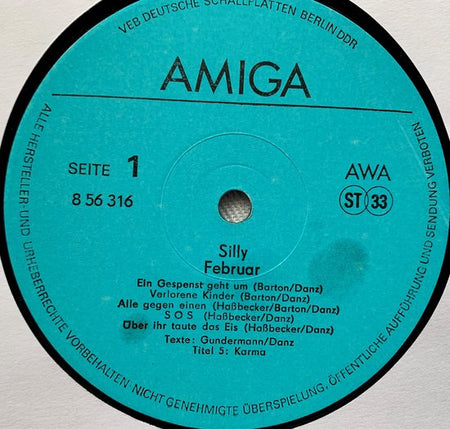 VEB DEUTSCHE SCHALLPLATTEN BERLIN DDR
AMIGA
SEITE 1
8 56 316
AWA
ST 33
Silly
Februar
Ein Gespenst geht um (Barton/Danz)
Verlorene Kinder (Barton/Danz)
Alle gegen einen (Haßbecker/Danz)
S O S (Haßbecker/Danz)
Über ihr taute das Eis (Haßbecker/Danz)
Texte: Gundermann/Danz
Titel 5: Karma
ALLE HERSTELLER- UND URHEBERRECHTE VORBEHALTEN NICHT GENEHMIGTE ÜBERSPIELUNG, ÖFFENTLICHE AUFFÜHRUNG UND SENDUNG VERBOTEN